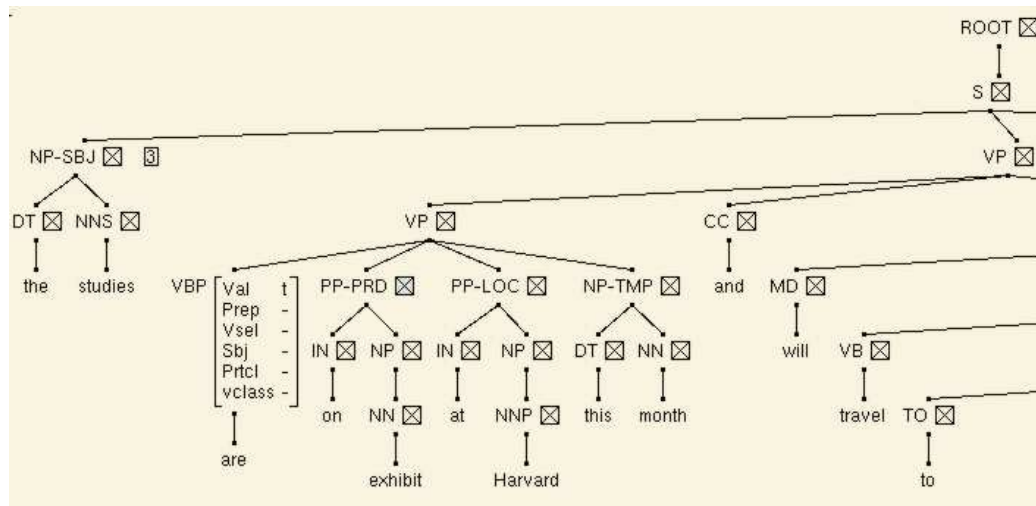 ROOT
S
NP-SBJ 3 VP
DT NNS VP CC
the studies VBP Val t PP-PRD PP-LOC NP-TMP and MD
Prep -
Vsel -
Sbj - IN NP IN NP DT NN will VB
Prtcl -
vclass -
on NN at NNP this month travel TO
are exhibit Harvard to